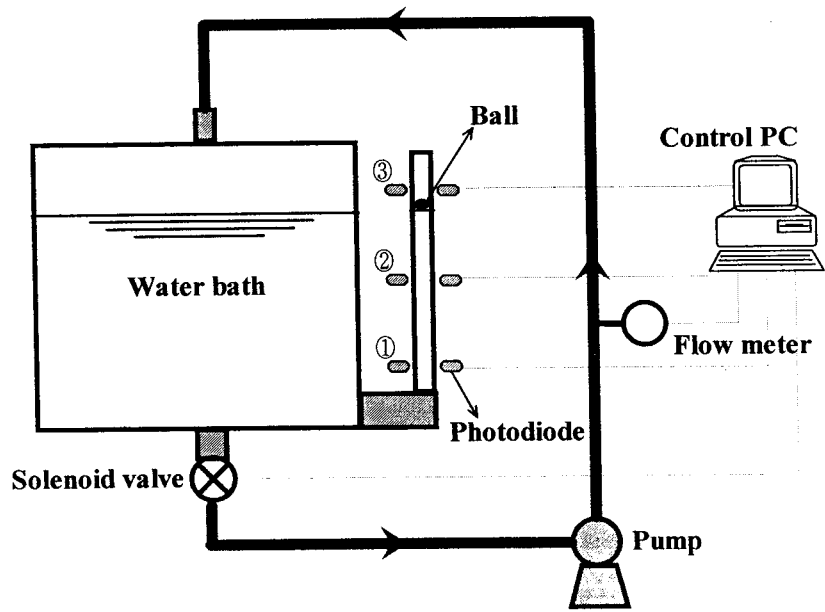 Ball
Control PC
③
②
Water bath
①
Flow meter
Photodiode
Solenoid valve
Pump